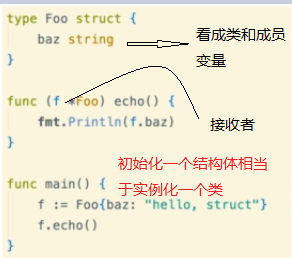 type Foo struct {
baz string
}
看成类和成员
变量
func (f *Foo) echo() {
fmt.Println(f.baz)
}
接收者
初始化一个结构体相当
于实例化一个类
func main() {
f := Foo{baz: "hello, struct"}
f.echo()
}